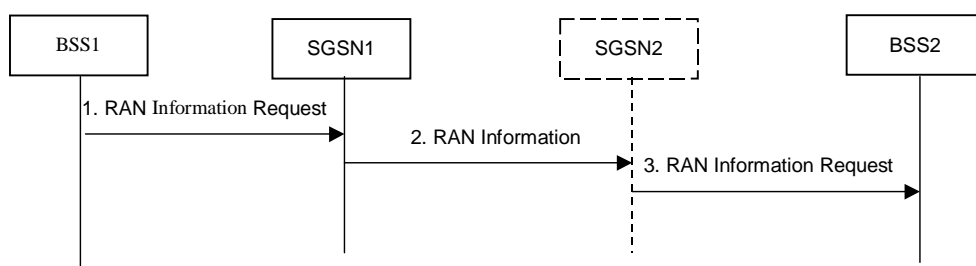 BSS1
SGSN1
SGSN2
BSS2
1. RAN Information Request
2. RAN Information
3. RAN Information Request